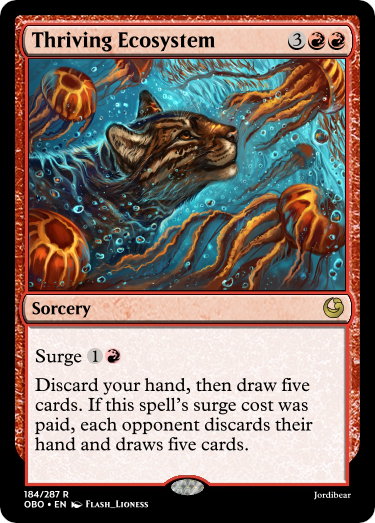 Thriving Ecosystem 3
Sorcery
Surge 1
Discard your hand, then draw five
cards. If this spell's surge cost was
paid, each opponent discards their
hand and draws five cards.
184/287 R
OBO • EN Flash_Lioness
Jordibear